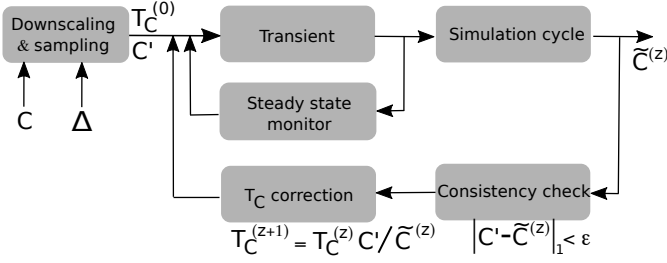 Downscaling
& sampling
T_C^(0)
C'
Transient
Simulation cycle
C̃^(z)
C
Δ
Steady state
monitor
T_C correction
Consistency check
T_C^(z+1) = T_C^(z) C'/C̃^(z)
|C'-C̃^(z)|_1 < ε